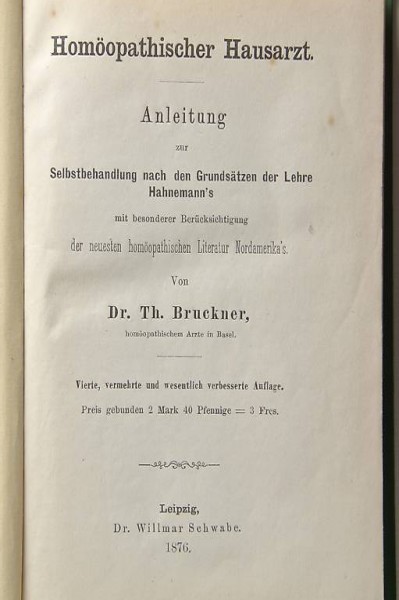 Homöopathischer Hausarzt.
Anleitung
zur
Selbstbehandlung nach den Grundsätzen der Lehre
Hahnemann's
mit besonderer Berücksichtigung
der neuesten homöopathischen Literatur Nordamerika's.
Von
Dr. Th. Bruckner,
homöopathischem Arzte in Basel.
Vierte, vermehrte und wesentlich verbesserte Auflage.
Preis gebunden 2 Mark 40 Pfennige = 3 Frcs.
Leipzig,
Dr. Willmar Schwabe.
1876.